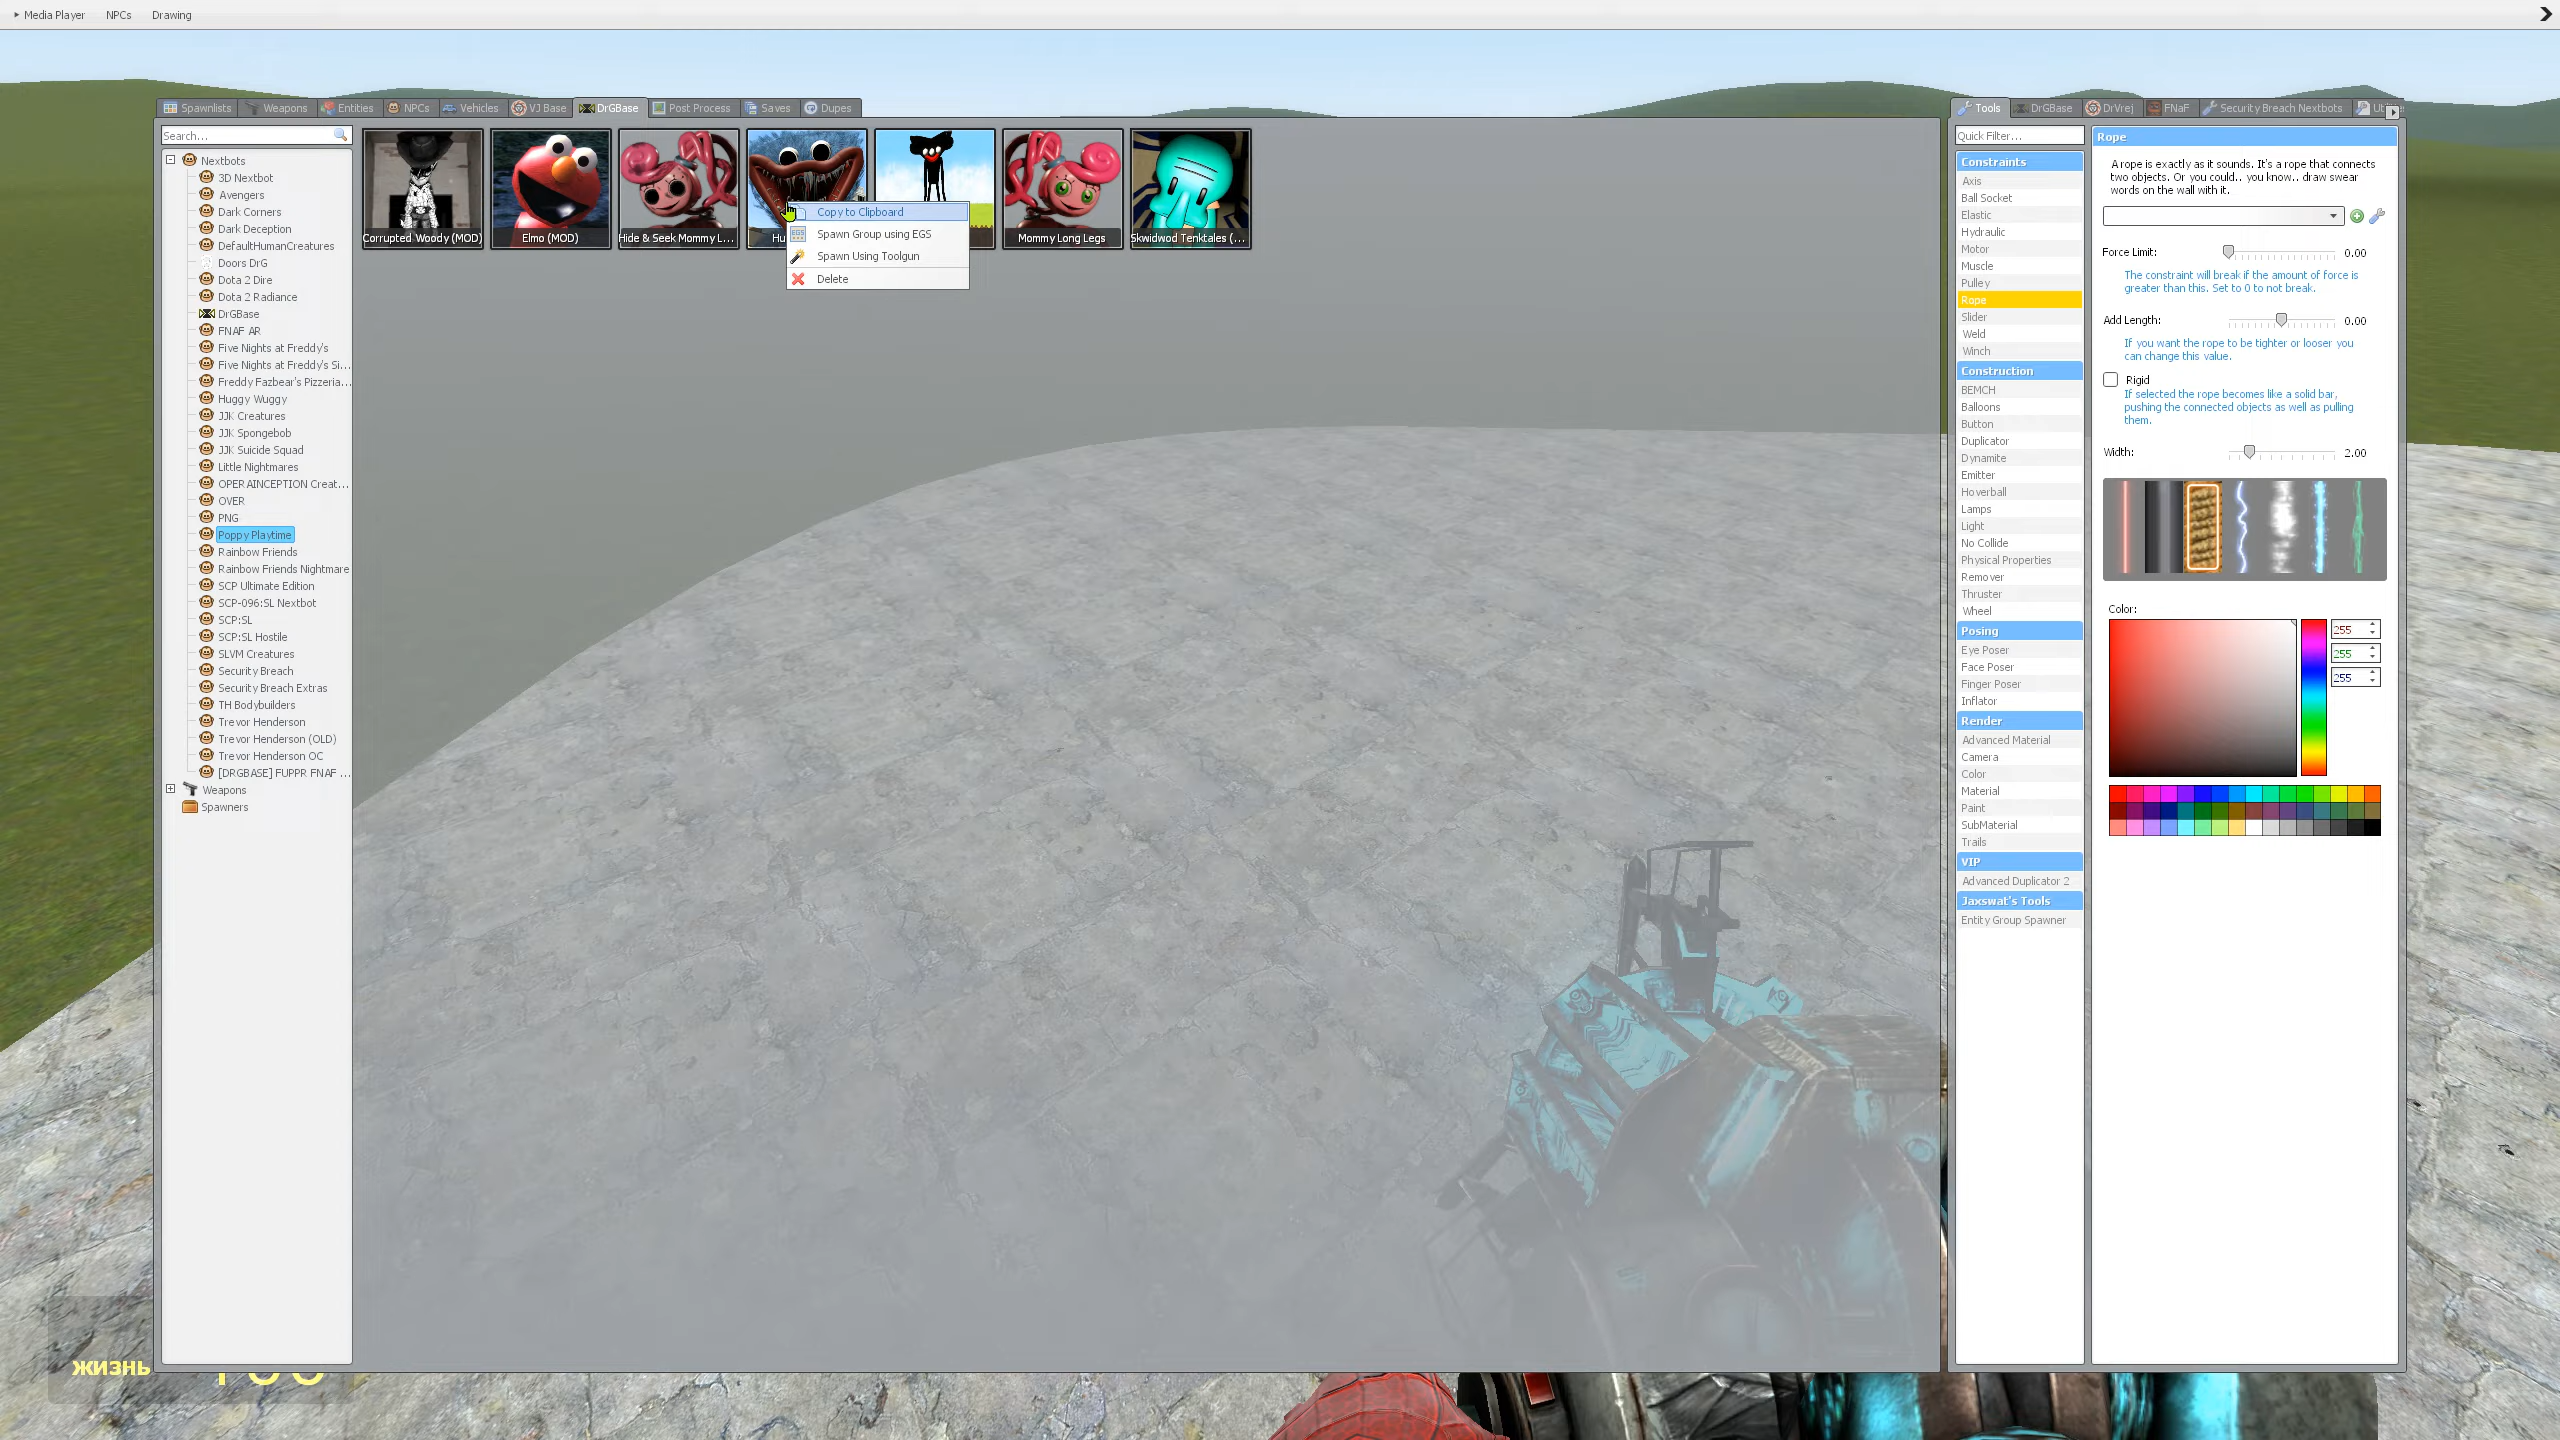 Media Player NPCs Drawing
Spawnlists Weapons Entities NPCs Vehicles VJ Base DrGBase Post Process Saves Dupes
Search...
Nextbots
3D Nextbot
Avengers
Dark Corners
Dark Deception
DefaultHumanCreatures
Doors DrG
Dota 2 Dire
Dota 2 Radiance
DrGBase
FNAF AR
Five Nights at Freddy's
Five Nights at Freddy's Si...
Freddy Fazbear's Pizzeria...
Huggy Wuggy
JJK Creatures
JJK Spongebob
JJK Suicide Squad
Little Nightmares
OPERAINCEPTION Creat...
OVER
PNG
Poppy Playtime
Rainbow Friends
Rainbow Friends Nightmare
SCP Ultimate Edition
SCP-096:SL Nextbot
SCP:SL
SCP:SL Hostile
SLVM Creatures
Security Breach
Security Breach Extras
TH Bodybuilders
Trevor Henderson
Trevor Henderson (OLD)
Trevor Henderson OC
[DRGBASE] FUPPR FNAF ...
Weapons
Spawners
Corrupted Woody (MOD) Elmo (MOD) Hide & Seek Mommy L... Hu Mommy Long Legs Skwidwod Tenktales (...
Copy to Clipboard
EGS Spawn Group using EGS
Spawn Using Toolgun
Delete
Tools DrGBase DrVrej FNaF Security Breach Nextbots
Quick Filter...
Constraints
Axis
Ball Socket
Elastic
Hydraulic
Motor
Muscle
Pulley
Rope
Slider
Weld
Winch
Construction
BEMCH
Balloons
Button
Duplicator
Dynamite
Emitter
Hoverball
Lamps
Light
No Collide
Physical Properties
Remover
Thruster
Wheel
Posing
Eye Poser
Face Poser
Finger Poser
Inflator
Render
Advanced Material
Camera
Color
Material
Paint
SubMaterial
Trails
VIP
Advanced Duplicator 2
Jaxswat's Tools
Entity Group Spawner
Rope
A rope is exactly as it sounds. It's a rope that connects
two objects. Or you could.. you know.. draw swear
words on the wall with it.
Force Limit: 0.00
The constraint will break if the amount of force is
greater than this. Set to 0 to not break.
Add Length: 0.00
If you want the rope to be tighter or looser you
can change this value.
Rigid
If selected the rope becomes like a solid bar,
pushing the connected objects as well as pulling
them.
Width: 2.00
Color:
255
255
255
ЖИЗНЬ